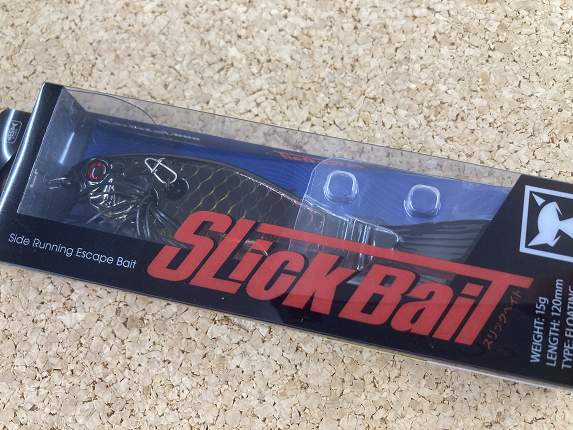 Side Running Escape Bait
SLickBaiT
スリックベイト
WEIGHT: 15g
LENGTH: 120mm
TYPE: FLOATING